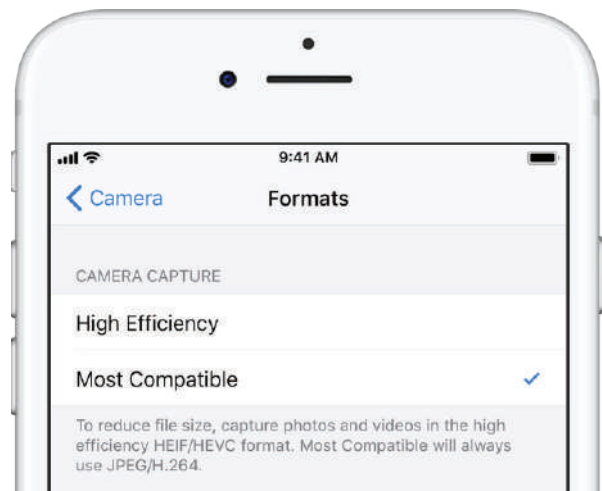 9:41 AM
Camera
Formats
CAMERA CAPTURE
High Efficiency
Most Compatible
To reduce file size, capture photos and videos in the high
efficiency HEIF/HEVC format. Most Compatible will always
use JPEG/H.264.